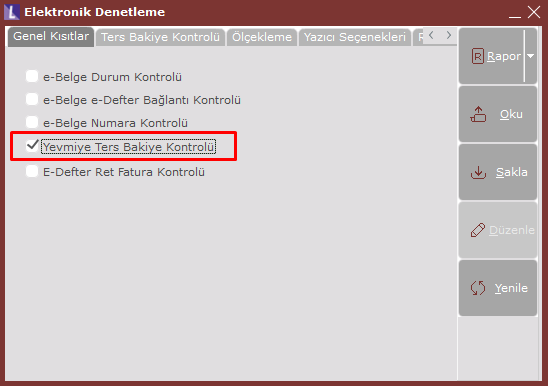 Elektronik Denetleme
Genel Kısıtlar
Ters Bakiye Kontrolü
Ölçekleme
Yazıcı Seçenekleri
e-Belge Durum Kontrolü
e-Belge e-Defter Bağlantı Kontrolü
e-Belge Numara Kontrolü
Yevmiye Ters Bakiye Kontrolü
E-Defter Ret Fatura Kontrolü
Rapor
Oku
Sakla
Düzenle
Yenile